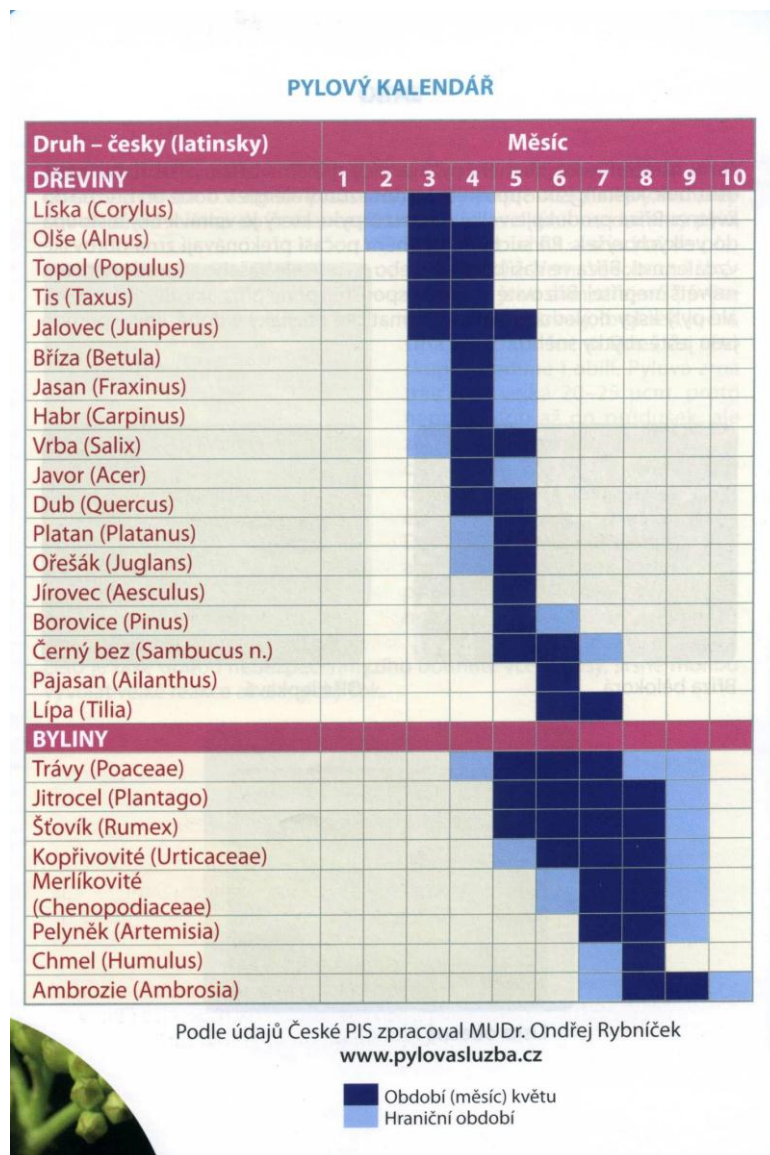 PYLOVÝ KALENDÁŘ
Druh – česky (latinsky) Měsíc
DŘEVINY 1 2 3 4 5 6 7 8 9 10
Líska (Corylus)
Olše (Alnus)
Topol (Populus)
Tis (Taxus)
Jalovec (Juniperus)
Bříza (Betula)
Jasan (Fraxinus)
Habr (Carpinus)
Vrba (Salix)
Javor (Acer)
Dub (Quercus)
Platan (Platanus)
Ořešák (Juglans)
Jírovec (Aesculus)
Borovice (Pinus)
Černý bez (Sambucus n.)
Pajasan (Ailanthus)
Lípa (Tilia)
BYLINY
Trávy (Poaceae)
Jitrocel (Plantago)
Šťovík (Rumex)
Kopřivovité (Urticaceae)
Merlíkovité
(Chenopodiaceae)
Pelyněk (Artemisia)
Chmel (Humulus)
Ambrozie (Ambrosia)
Podle údajů České PIS zpracoval MUDr. Ondřej Rybníček
www.pylovasluzba.cz
Období (měsíc) květu
Hraniční období